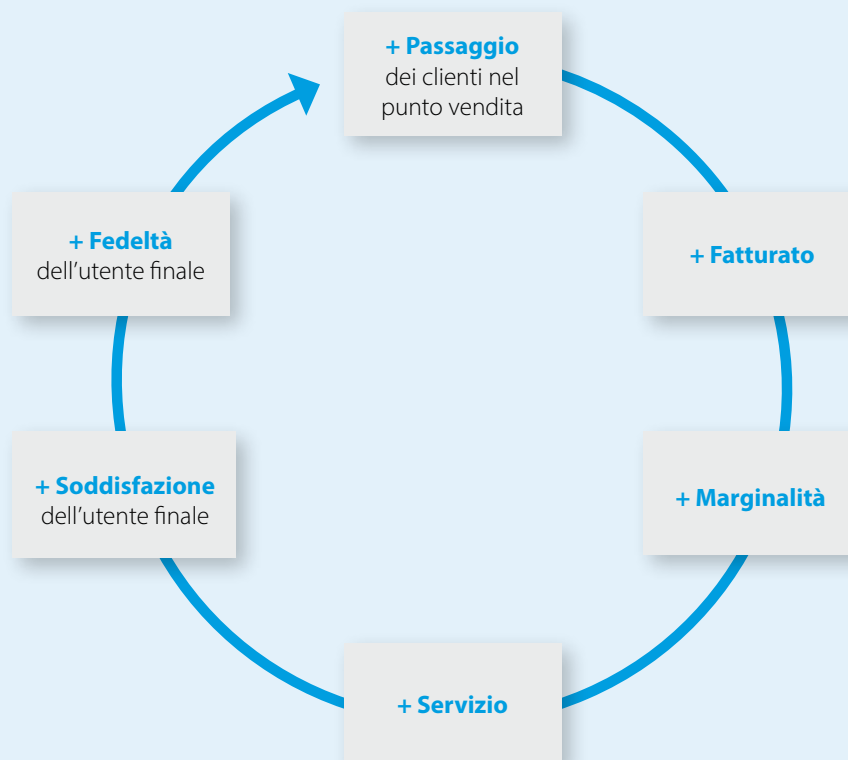 + Passaggio
dei clienti nel
punto vendita
+ Fatturato
+ Marginalità
+ Servizio
+ Soddisfazione
dell’utente finale
+ Fedeltà
dell’utente finale